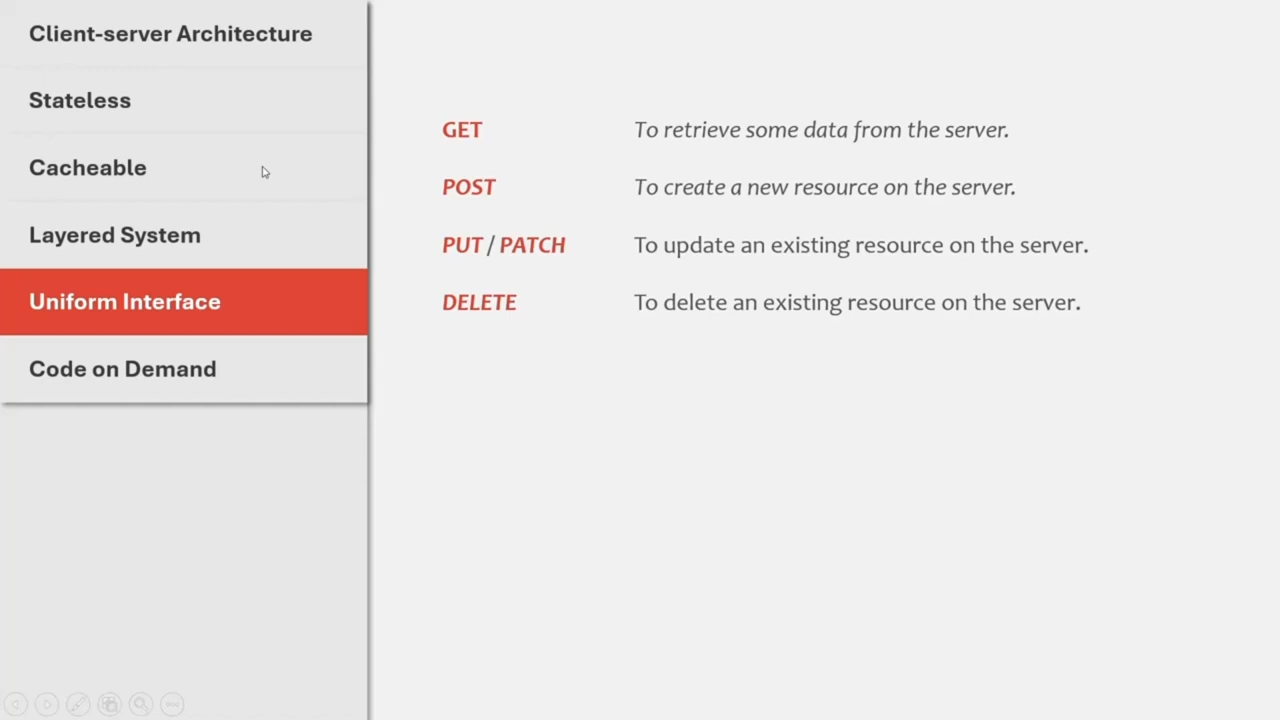 Client-server Architecture
Stateless
Cacheable
Layered System
Uniform Interface
Code on Demand
GET To retrieve some data from the server.
POST To create a new resource on the server.
PUT / PATCH To update an existing resource on the server.
DELETE To delete an existing resource on the server.